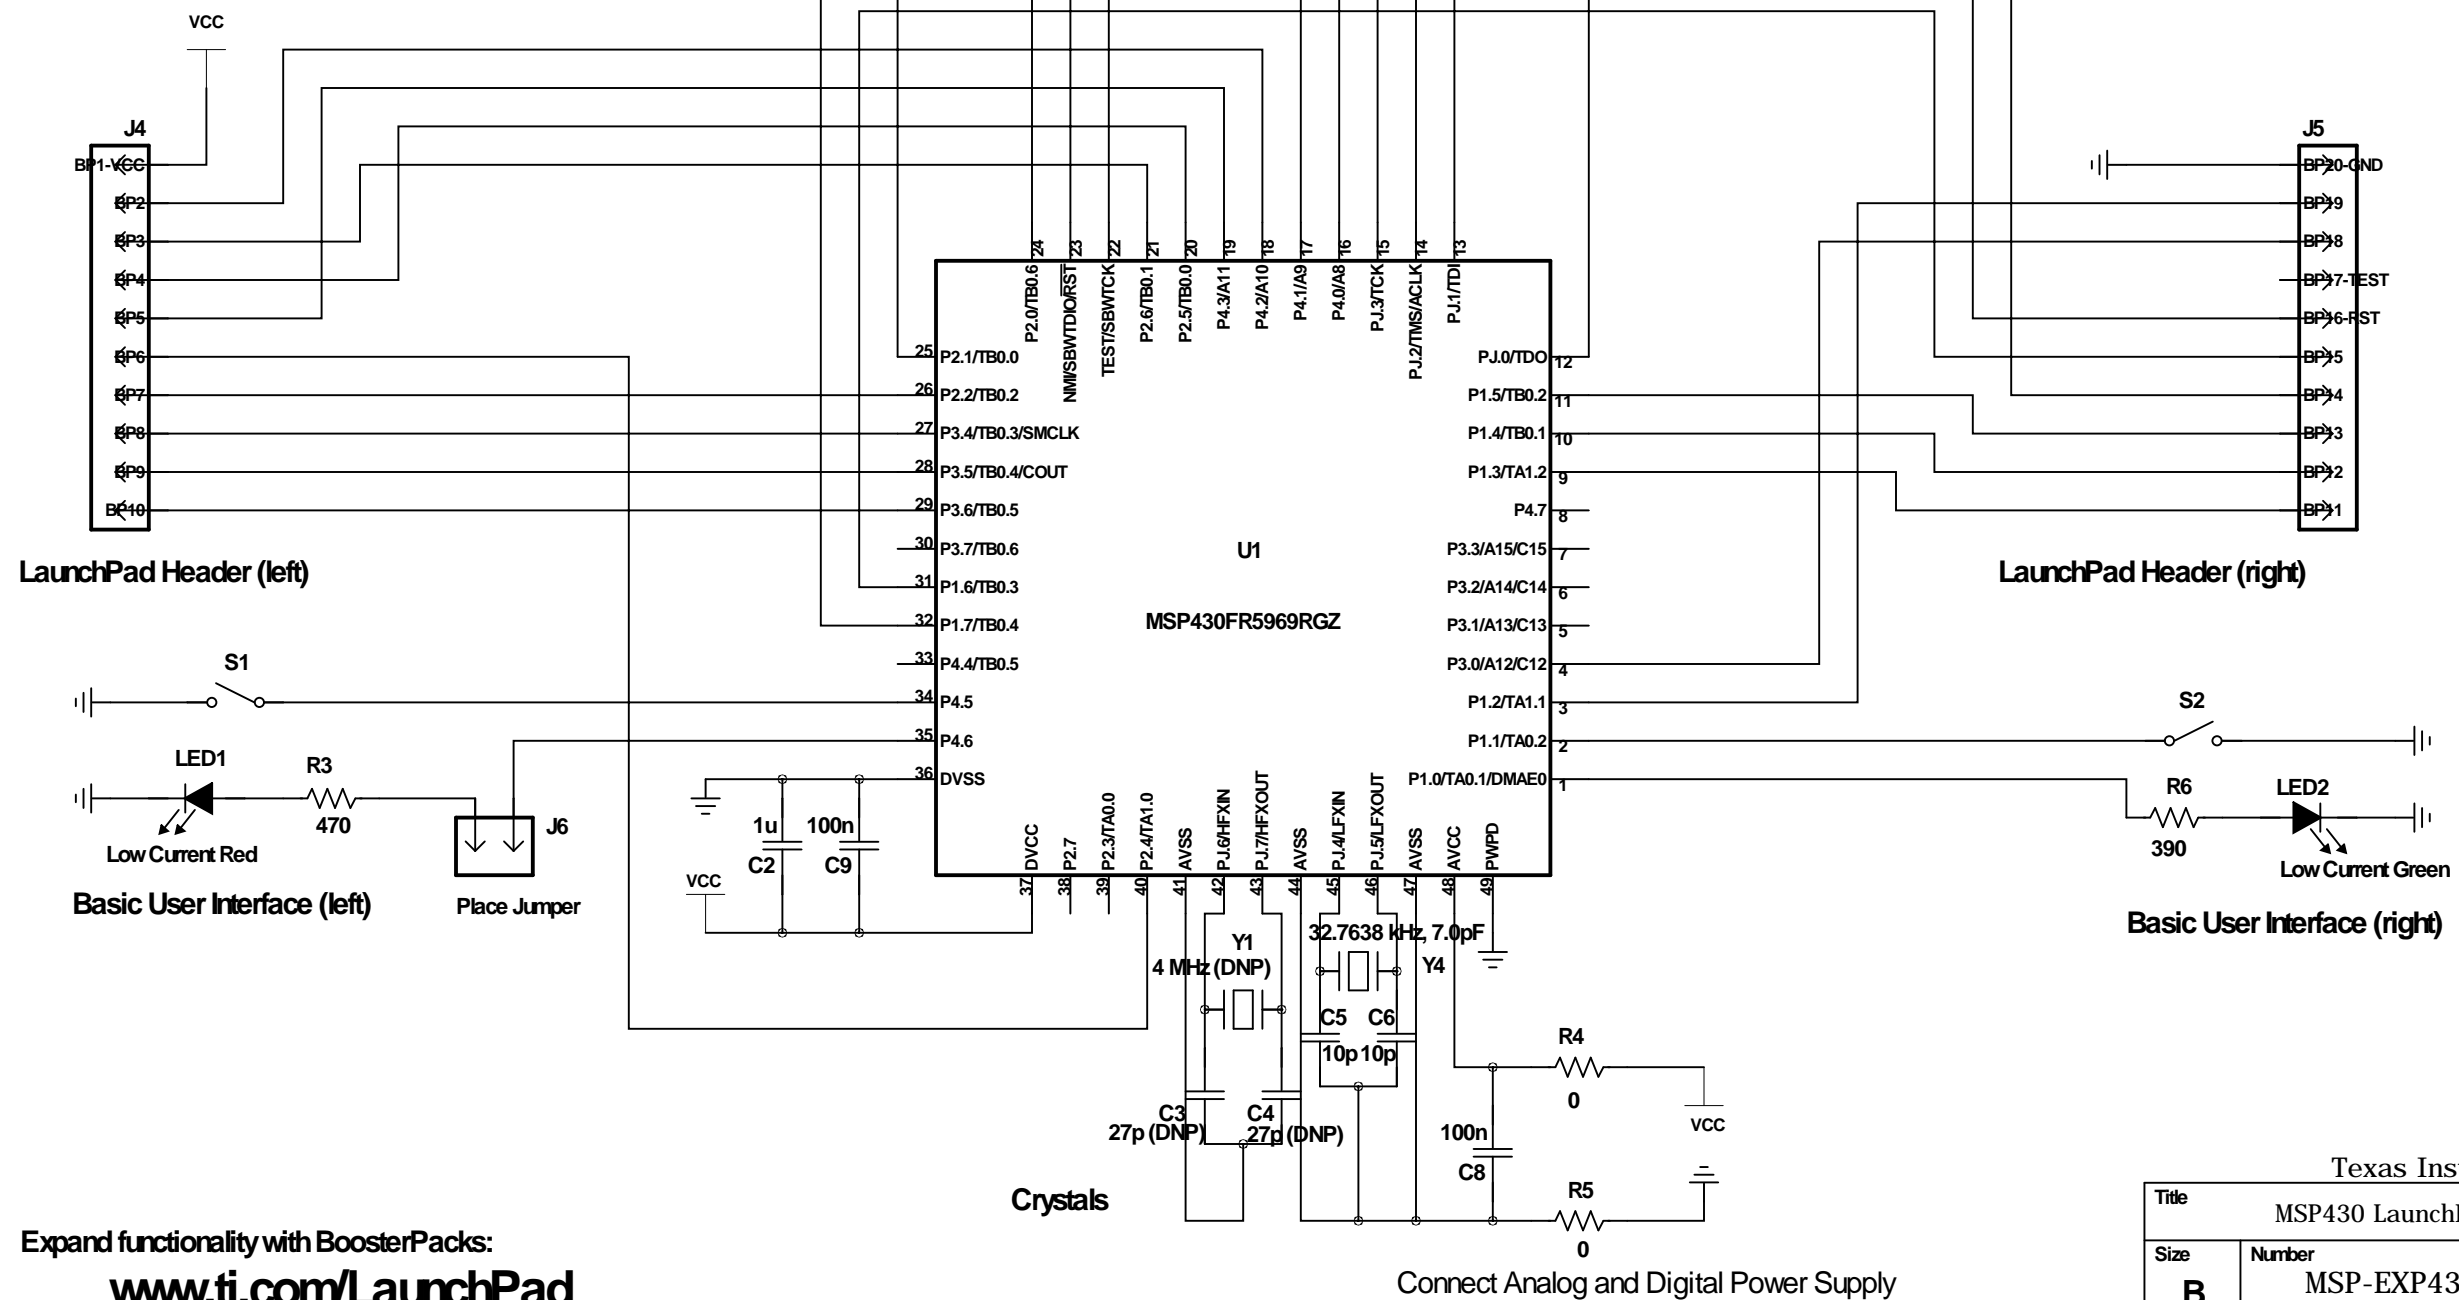 VCC
J4
BP1-VCC
BP2
BP3
BP4
BP5
BP6
BP7
BP8
BP9
BP10
LaunchPad Header (left)
J5
BP20-GND
BP19
BP18
BP17-TEST
BP16-RST
BP15
BP14
BP13
BP12
BP11
LaunchPad Header (right)
24 P2.0/TB0.6
23 NMI/SBWTDIO/RST
22 TEST/SBWTCK
21 P2.6/TB0.1
20 P2.5/TB0.0
19 P4.3/A11
18 P4.2/A10
17 P4.1/A9
16 P4.0/A8
15 PJ.3/TCK
14 PJ.2/TMS/ACLK
13 PJ.1/TDI
25 P2.1/TB0.0
26 P2.2/TB0.2
27 P3.4/TB0.3/SMCLK
28 P3.5/TB0.4/COUT
29 P3.6/TB0.5
30 P3.7/TB0.6
31 P1.6/TB0.3
32 P1.7/TB0.4
33 P4.4/TB0.5
34 P4.5
35 P4.6
36 DVSS
U1
MSP430FR5969RGZ
PJ.0/TDO 12
P1.5/TB0.2 11
P1.4/TB0.1 10
P1.3/TA1.2 9
P4.7 8
P3.3/A15/C15 7
P3.2/A14/C14 6
P3.1/A13/C13 5
P3.0/A12/C12 4
P1.2/TA1.1 3
P1.1/TA0.2 2
P1.0/TA0.1/DMAE0 1
37 DVCC
38 P2.7
39 P2.3/TA0.0
40 P2.4/TA1.0
41 AVSS
42 PJ.6/HFXIN
43 PJ.7/HFXOUT
44 AVSS
45 PJ.4/LFXIN
46 PJ.5/LFXOUT
47 AVSS
48 AVCC
49 PWPD
S1
LED1
R3
470
J6
Low Current Red
Basic User Interface (left)
Place Jumper
1u
C2
100n
C9
VCC
S2
R6
390
LED2
Low Current Green
Basic User Interface (right)
Y1
4 MHz (DNP)
32.7638 kHz, 7.0pF
Y4
C5
10p
C6
10p
C3
27p (DNP)
C4
27p (DNP)
Crystals
R4
0
VCC
100n
C8
R5
0
Connect Analog and Digital Power Supply
Expand functionality with BoosterPacks:
www.ti.com/LaunchPad
Texas Ins
Title
MSP430 Launch
Size
B
Number
MSP-EXP43